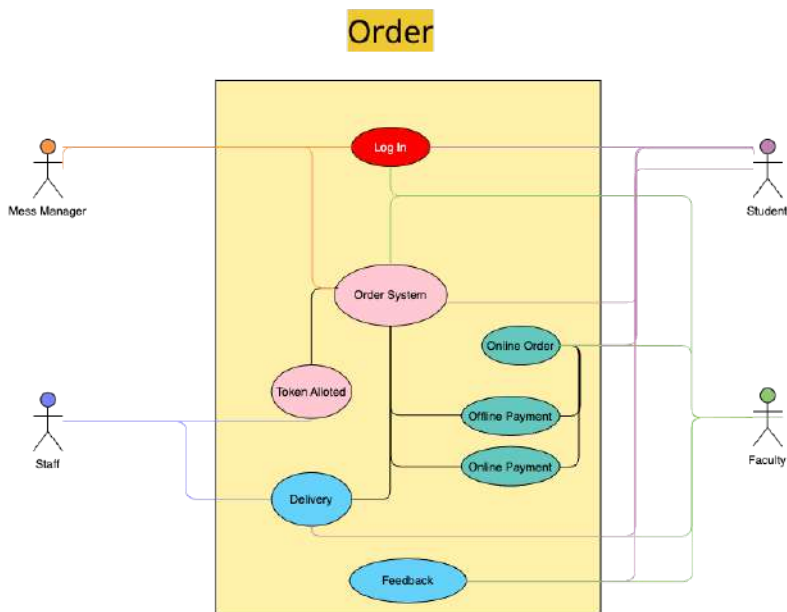 Order
Log In
Mess Manager
Student
Order System
Online Order
Token Alloted
Offline Payment
Staff
Faculty
Online Payment
Delivery
Feedback